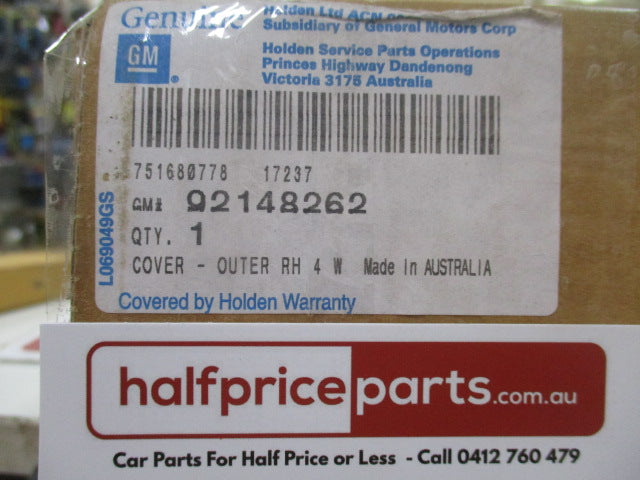 Genuine
Holden Ltd ACN
Subsidiary of General Motors Corp
GM
Holden Service Parts Operations
Princes Highway Dandenong
Victoria 3175 Australia
751680778 17237
GM# 92148262
QTY. 1
COVER - OUTER RH 4 W Made In AUSTRALIA
L069049GS
Covered by Holden Warranty
halfpriceparts.com.au
Car Parts For Half Price or Less - Call 0412 760 479